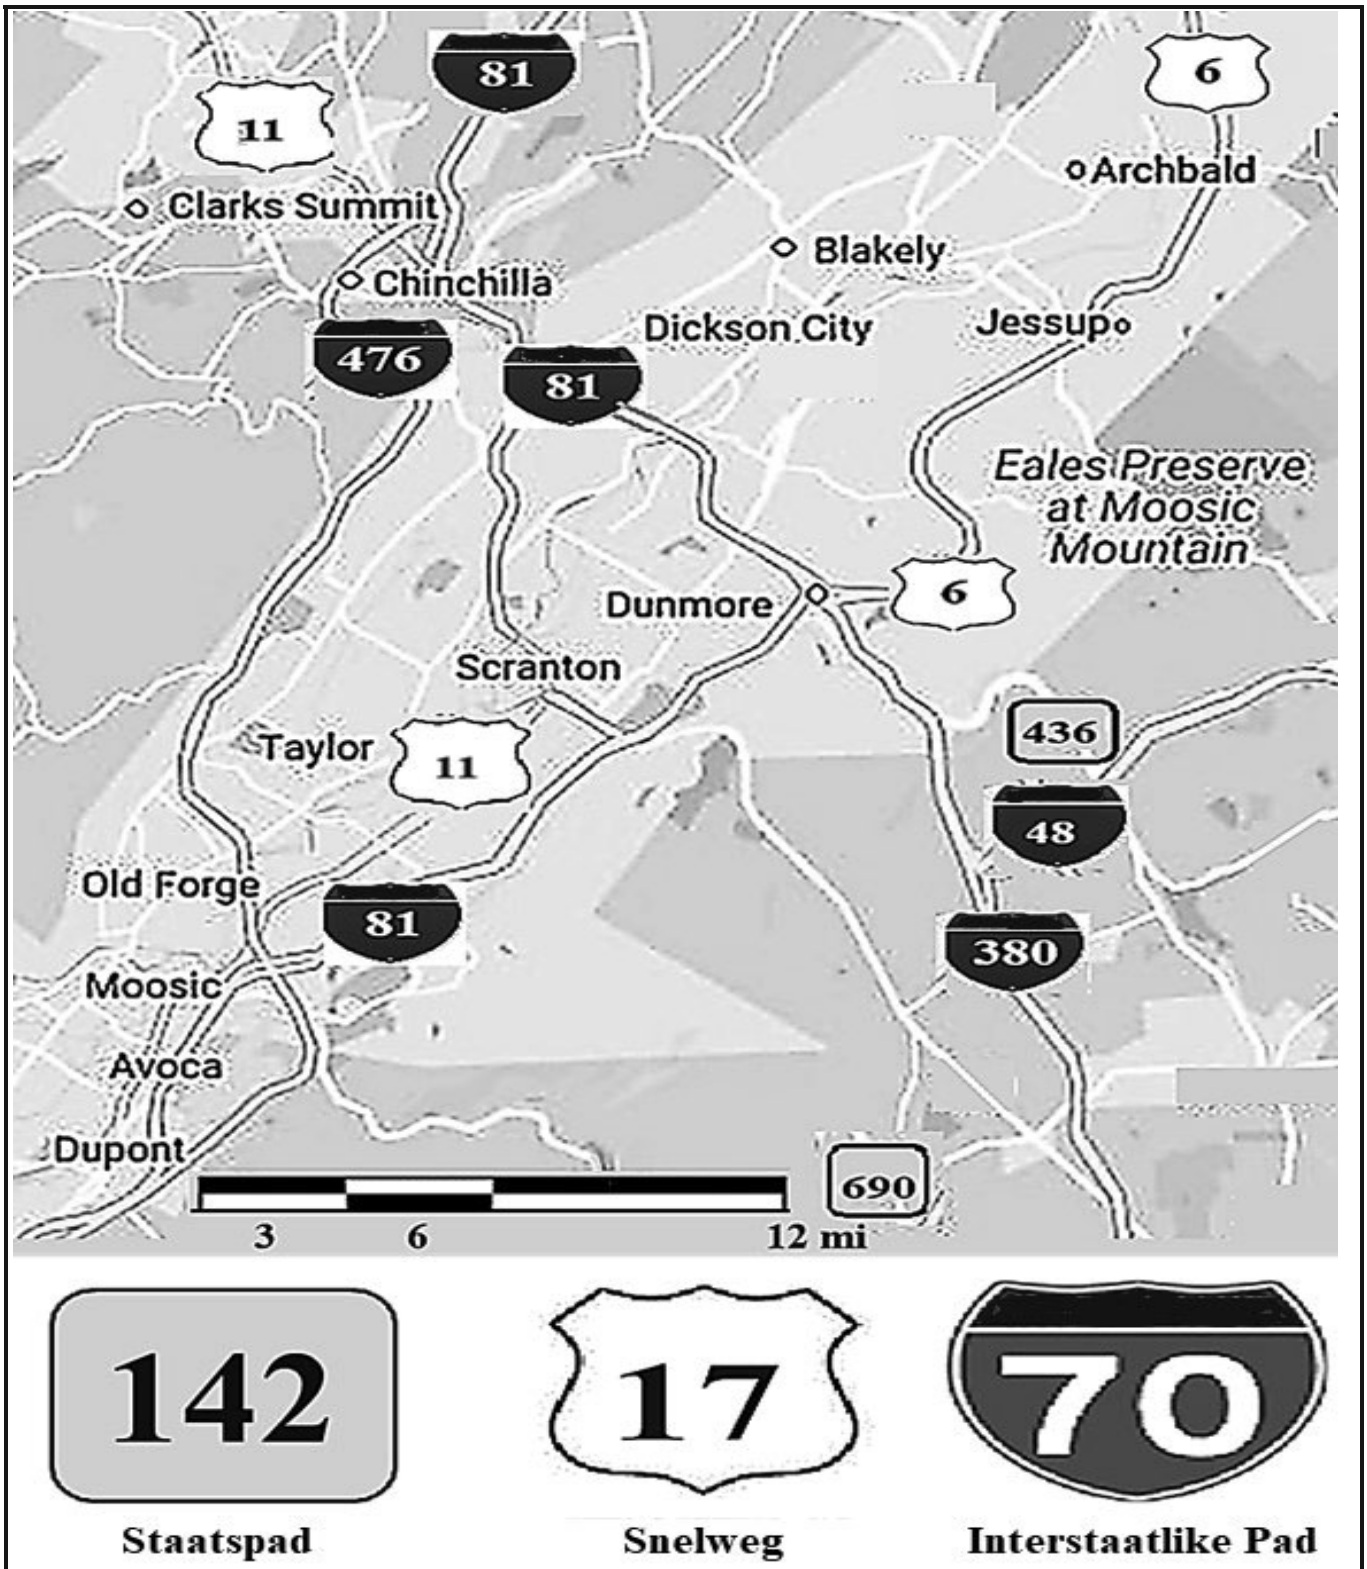 81
6
11
Archbald
Clarks Summit
Blakely
Chinchilla
Dickson City
Jessup
476
81
Eales Preserve
at Moosic
Mountain
Dunmore
6
Scranton
436
Taylor
11
48
Old Forge
81
380
Moosic
Avoca
Dupont
690
3 6 12 mi
142 17 70
Staatspad Snelweg Interstaatlike Pad